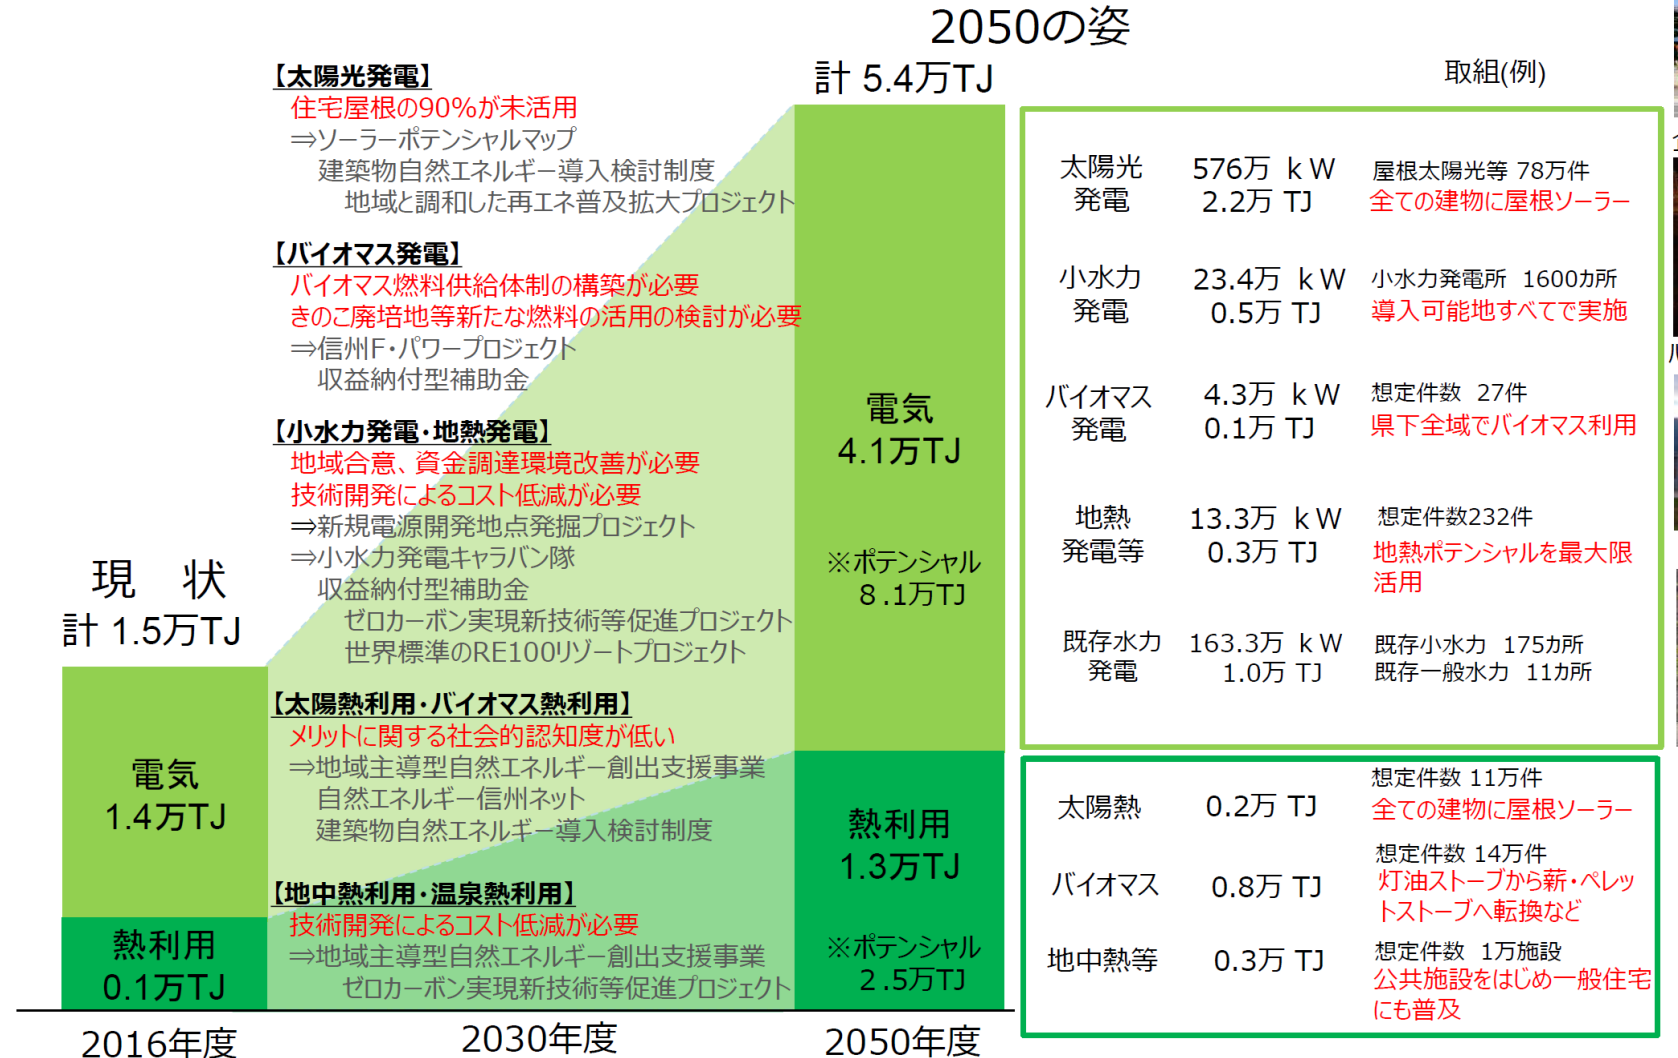 2050の姿
計 5.4万TJ
取組(例)
【太陽光発電】
住宅屋根の90%が未活用
⇒ソーラーポテンシャルマップ
建築物自然エネルギー導入検討制度
地域と調和した再エネ普及拡大プロジェクト
【バイオマス発電】
バイオマス燃料供給体制の構築が必要
きのこ廃培地等新たな燃料の活用の検討が必要
⇒信州F・パワープロジェクト
収益納付型補助金
【小水力発電・地熱発電】
地域合意、資金調達環境改善が必要
技術開発によるコスト低減が必要
⇒新規電源開発地点発掘プロジェクト
⇒小水力発電キャラバン隊
収益納付型補助金
ゼロカーボン実現新技術等促進プロジェクト
世界標準のRE100リゾートプロジェクト
【太陽熱利用・バイオマス熱利用】
メリットに関する社会的認知度が低い
⇒地域主導型自然エネルギー創出支援事業
自然エネルギー信州ネット
建築物自然エネルギー導入検討制度
【地中熱利用・温泉熱利用】
技術開発によるコスト低減が必要
⇒地域主導型自然エネルギー創出支援事業
ゼロカーボン実現新技術等促進プロジェクト
現 状
計 1.5万TJ
電気
1.4万TJ
熱利用
0.1万TJ
電気
4.1万TJ
※ポテンシャル
8.1万TJ
熱利用
1.3万TJ
※ポテンシャル
2.5万TJ
2016年度
2030年度
2050年度
太陽光 576万 kW 屋根太陽光等 78万件
発電 2.2万 TJ 全ての建物に屋根ソーラー
小水力 23.4万 kW 小水力発電所 1600カ所
発電 0.5万 TJ 導入可能地すべてで実施
バイオマス 4.3万 kW 想定件数 27件
発電 0.1万 TJ 県下全域でバイオマス利用
地熱 13.3万 kW 想定件数232件
発電等 0.3万 TJ 地熱ポテンシャルを最大限
活用
既存水力 163.3万 kW 既存小水力 175カ所
発電 1.0万 TJ 既存一般水力 11カ所
想定件数 11万件
太陽熱 0.2万 TJ 全ての建物に屋根ソーラー
想定件数 14万件
バイオマス 0.8万 TJ 灯油ストーブから薪・ペレッ
トストーブへ転換など
想定件数 1万施設
地中熱等 0.3万 TJ 公共施設をはじめ一般住宅
にも普及